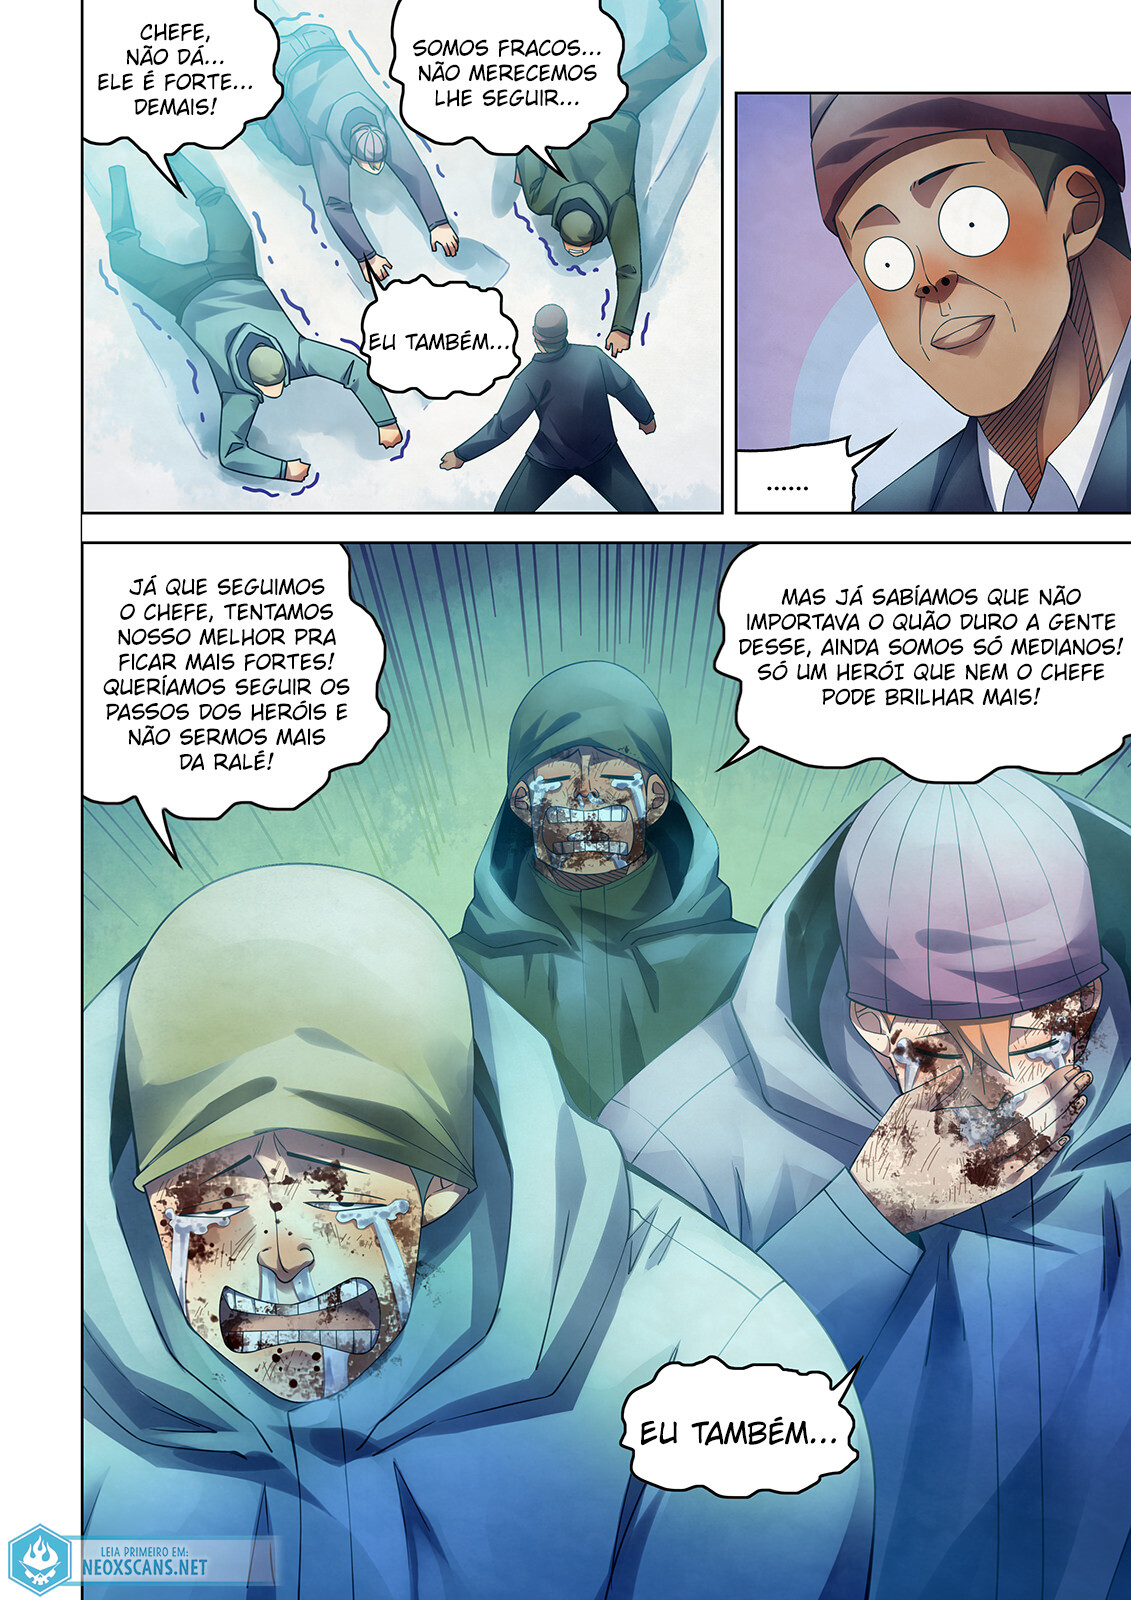 CHEFE,
NÃO DÁ...
ELE É FORTE...
DEMAIS!
SOMOS FRACOS...
NÃO MERECEMOS
LHE SEGUIR...
EU TAMBÉM...
......
JÁ QUE SEGUIMOS
O CHEFE, TENTAMOS
NOSSO MELHOR PRA
FICAR MAIS FORTES!
QUERÍAMOS SEGUIR OS
PASSOS DOS HERÓIS E
NÃO SERMOS MAIS
DA RALÉ!
MAS JÁ SABÍAMOS QUE NÃO
IMPORTAVA O QUÃO DURO A GENTE
DESSE, AINDA SOMOS SÓ MEDIANOS!
SÓ UM HERÓI QUE NEM O CHEFE
PODE BRILHAR MAIS!
EU TAMBÉM...
LEIA PRIMEIRO EM:
NEOXSCANS.NET